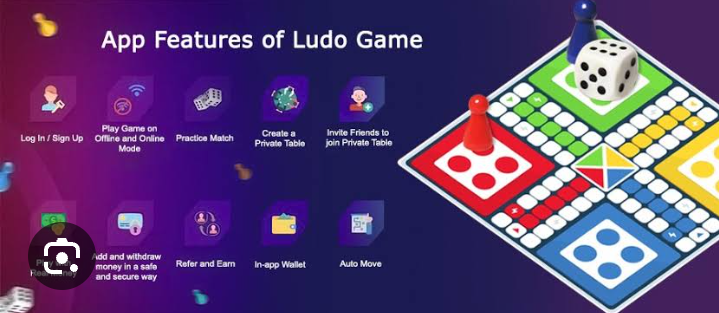 App Features of Ludo Game
Log In / Sign Up
Play Game on
Offline and Online
Mode
Practice Match
Create a
Private Table
Invite Friends to
join Private Table
Add and withdraw
money in a safe
and secure way
Refer and Earn
In-app Wallet
Auto Move